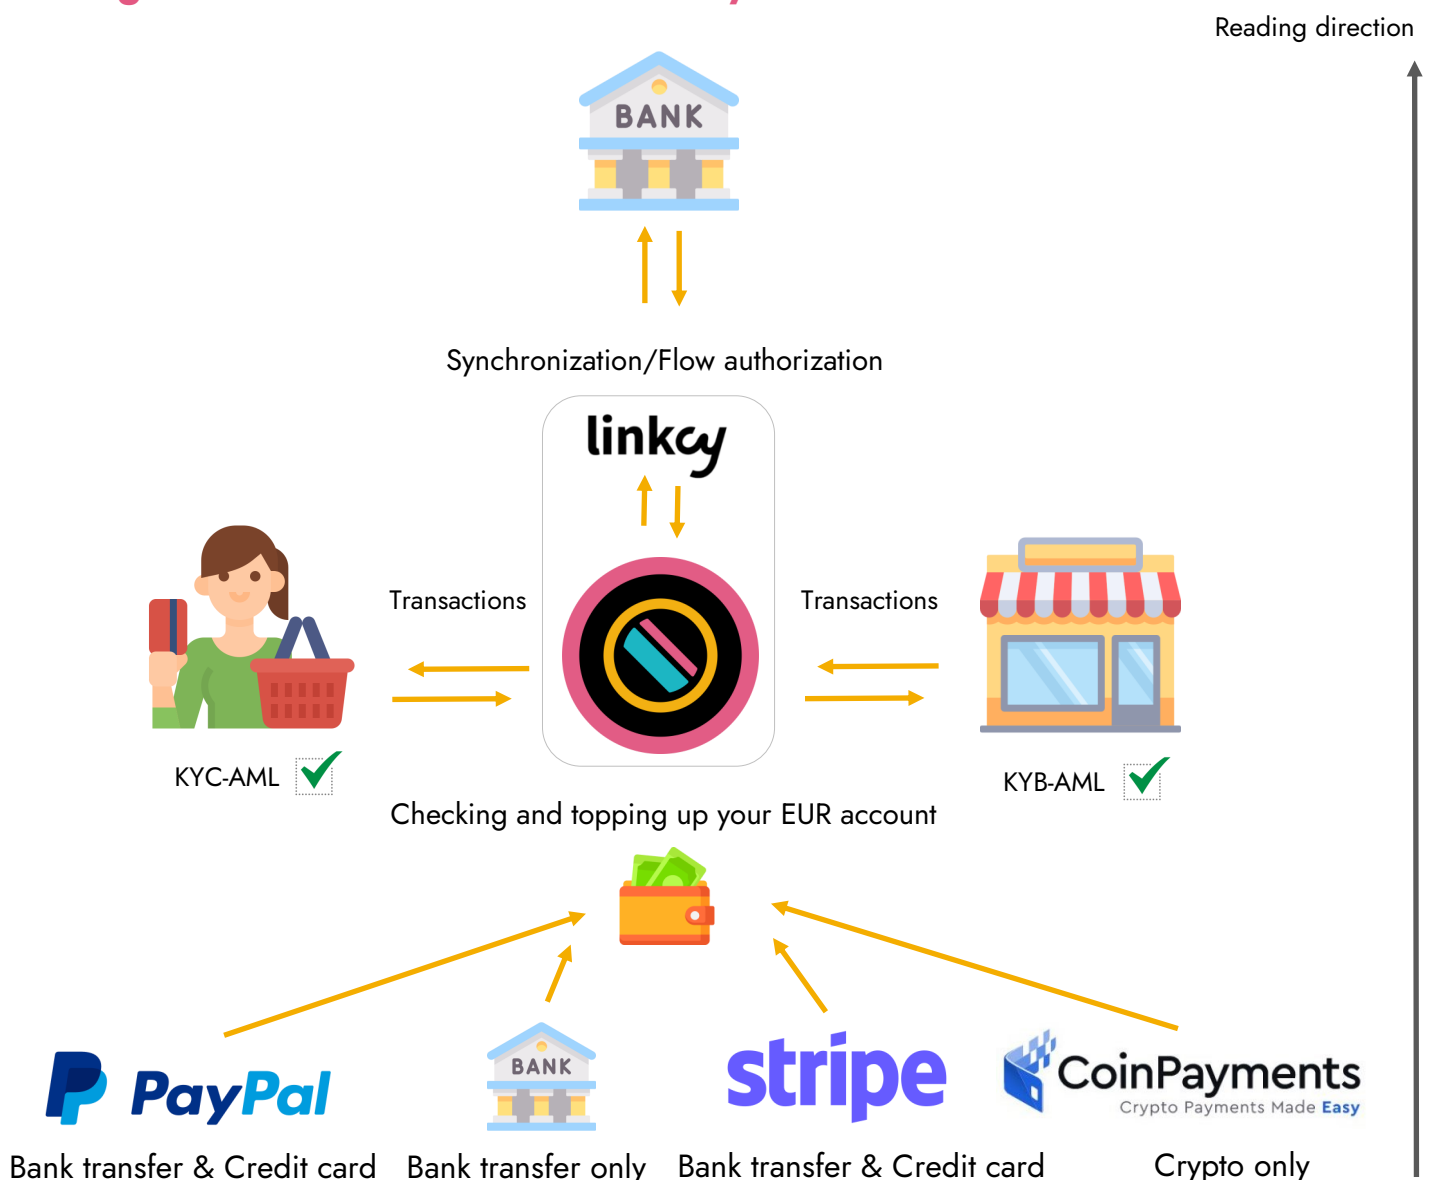 Reading direction
BANK
Synchronization/Flow authorization
linkcy
Transactions
Transactions
KYC-AML
KYB-AML
Checking and topping up your EUR account
PayPal
BANK
stripe
CoinPayments
Crypto Payments Made Easy
Bank transfer & Credit card
Bank transfer only
Bank transfer & Credit card
Crypto only